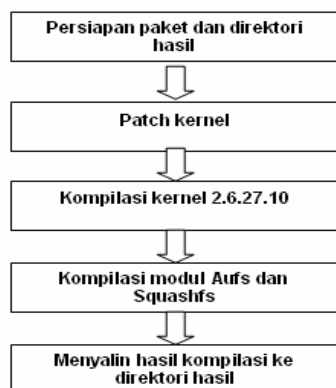 Persiapan paket dan direktori
hasil
Patch kernel
Kompilasi kernel 2.6.27.10
Kompilasi modul Aufs dan
Squashfs
Menyalin hasil kompilasi ke
direktori hasil